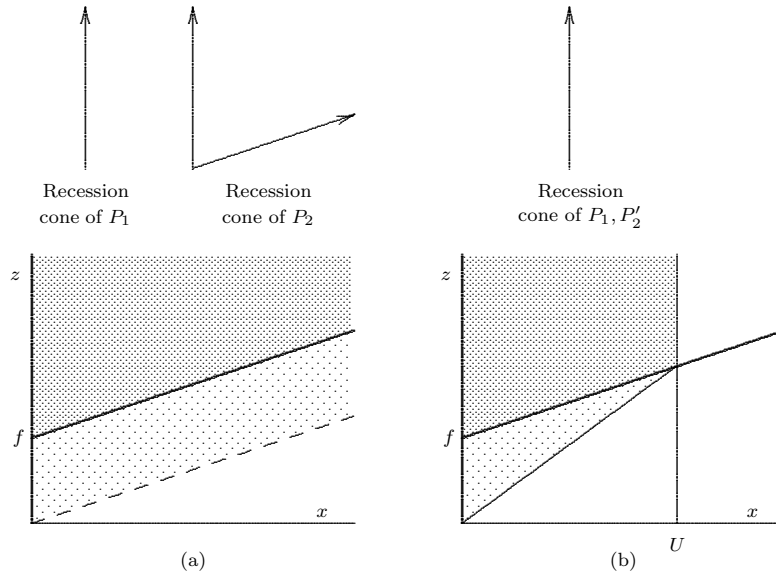 Recession
cone of P₁
Recession
cone of P₂
Recession
cone of P₁, P₂′
z
f
x
(a)
z
f
x
U
(b)